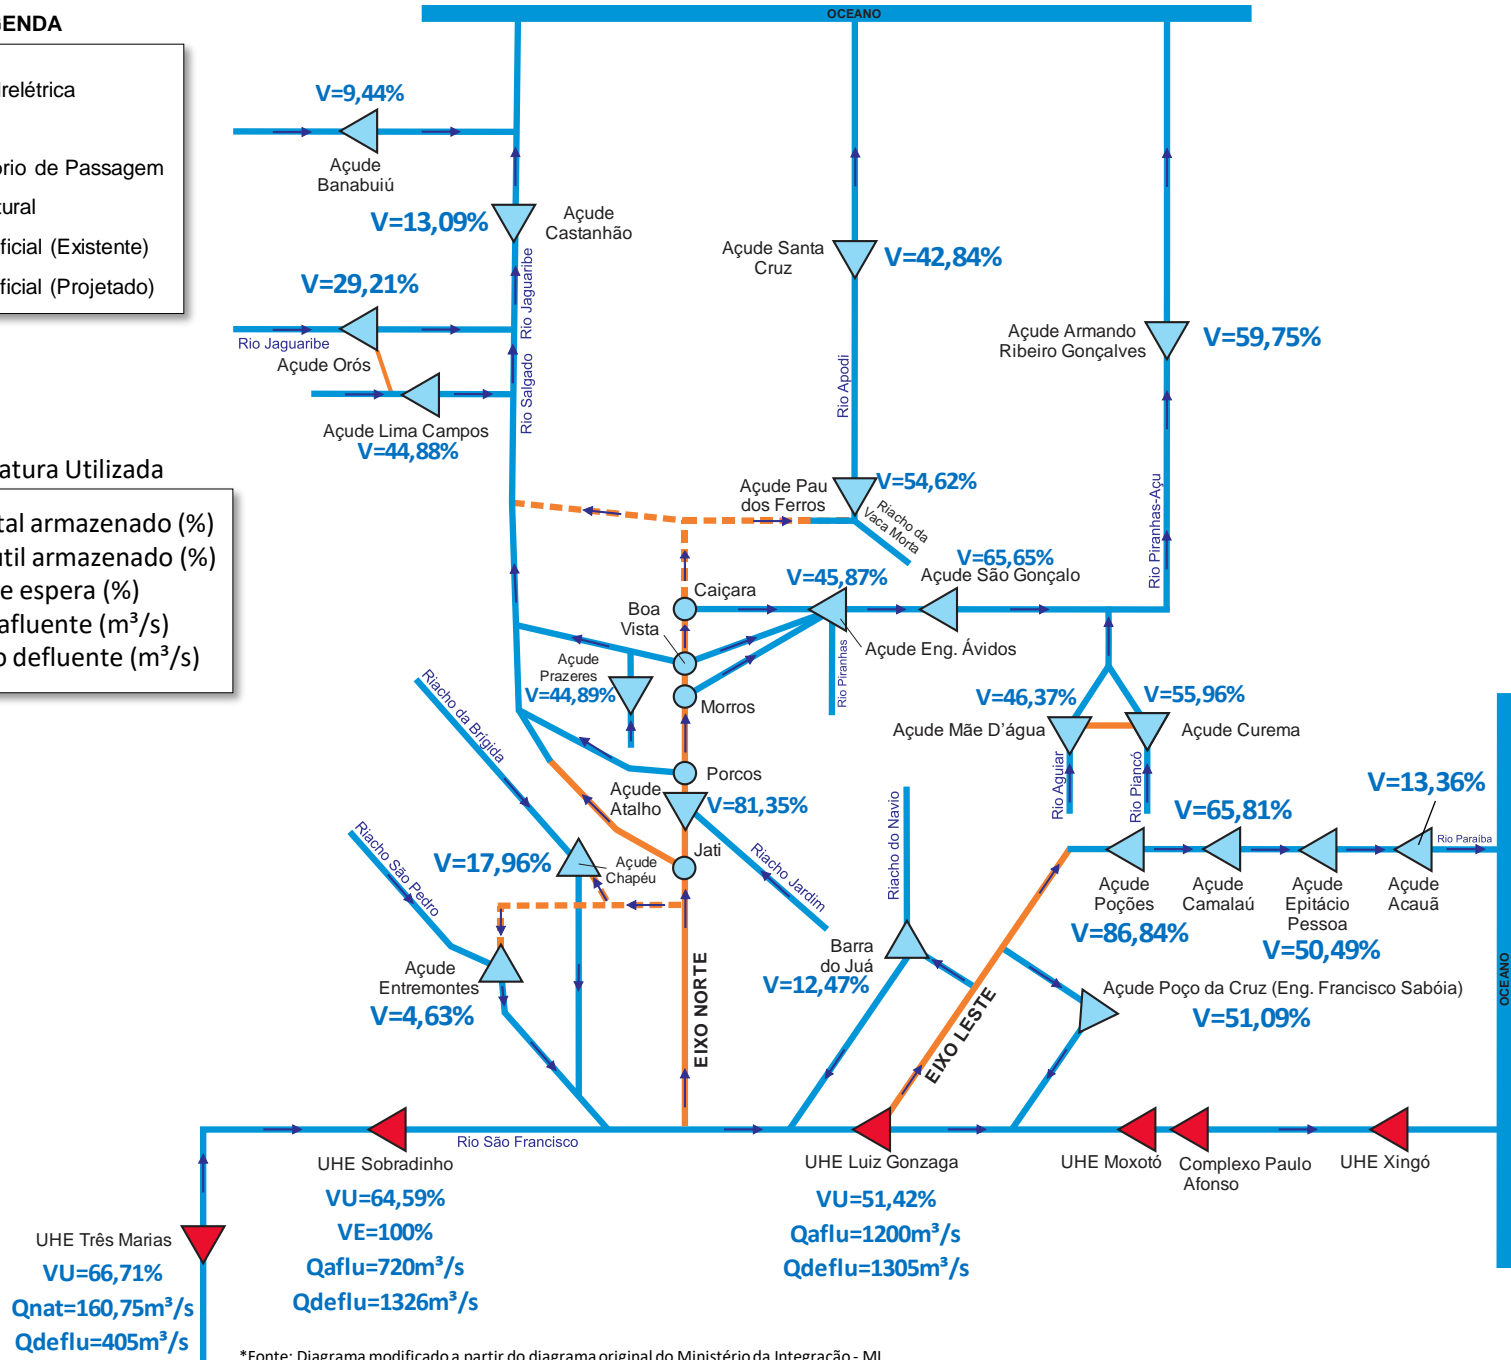 OCEANO
GENDA
relétrica
rio de Passagem
tural
ficial (Existente)
ficial (Projetado)
atura Utilizada
tal armazenado (%)
útil armazenado (%)
e espera (%)
afluente (m³/s)
o defluente (m³/s)
V=9,44%
Açude
Banabuiú
V=13,09%
Açude
Castanhão
V=29,21%
Rio Jaguaribe
Açude Orós
Rio Jaguaribe
Rio Salgado
Açude Lima Campos
V=44,88%
Açude Santa
Cruz
V=42,84%
Rio Apodi
Açude Armando
Ribeiro Gonçalves
V=59,75%
Rio Piranhas-Açu
Açude Pau
dos Ferros
V=54,62%
Riacho da
Vaca Morta
V=65,65%
Açude São Gonçalo
V=45,87%
Açude Eng. Ávidos
Rio Piranhas
Caiçara
Boa
Vista
Morros
Açude
Prazeres
V=44,89%
Porcos
Açude
Atalho
V=81,35%
Jati
Riacho Jardim
Riacho da Brigida
Riacho São Pedro
V=17,96%
Açude
Chapéu
Açude
Entremontes
V=4,63%
EIXO NORTE
V=46,37%
Açude Mãe D'água
V=55,96%
Açude Curema
Rio Aguiar
Rio Piancó
V=13,36%
V=65,81%
Rio Paraiba
Açude
Poções
V=86,84%
Açude
Camalaú
Açude
Epitácio
Pessoa
V=50,49%
Açude
Acauã
Riacho do Navio
Barra
do Juá
V=12,47%
EIXO LESTE
Açude Poço da Cruz (Eng. Francisco Sabóia)
V=51,09%
OCEANO
Rio São Francisco
UHE Sobradinho
VU=64,59%
VE=100%
Qaflu=720m³/s
Qdeflu=1326m³/s
UHE Luiz Gonzaga
VU=51,42%
Qaflu=1200m³/s
Qdeflu=1305m³/s
UHE Moxotó
Complexo Paulo
Afonso
UHE Xingó
UHE Três Marias
VU=66,71%
Qnat=160,75m³/s
Qdeflu=405m³/s
*Fonte: Diagrama modificado a partir do diagrama original do Ministério da Integração - MI